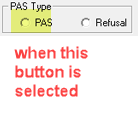 PAS Type
PAS Refusal
when this
button is
selected